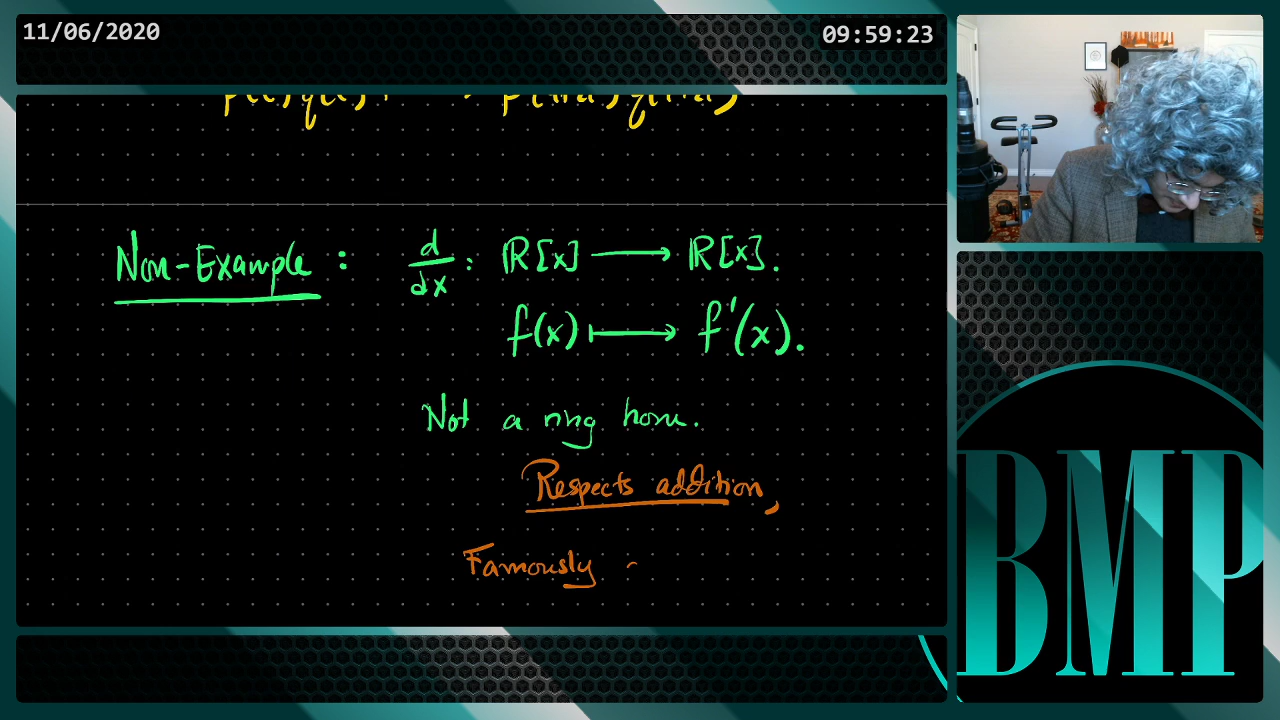 11/06/2020
09:59:23
Non-Example : d/dx : ℝ[x] ⟶ ℝ[x].
f(x) ⟼ f'(x).
Not a ring hom.
Respects addition,
Famously
BMP